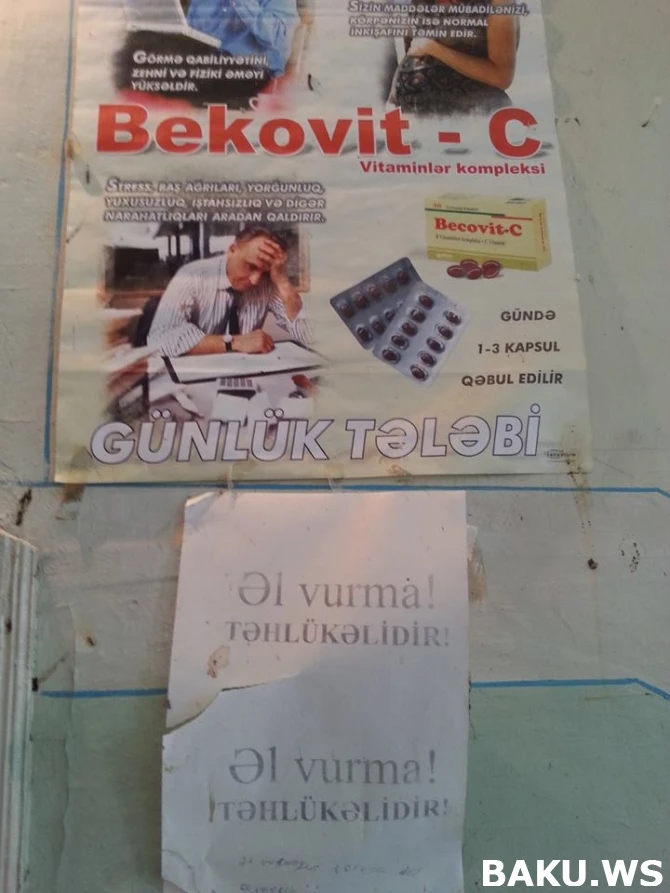 SİZİN MADDƏLƏR MÜBADİLƏNİZİ,
KÖRPƏNİZİN İSƏ NORMAL
İNKİŞAFINI TƏMİN EDİR.
GÖRMƏ QABİLİYYƏTİNİ,
ZEHNİ VƏ FİZİKİ ƏMƏYİ
YÜKSƏLDİR.
Bekovit - C
Vitaminlər kompleksi
STRESS, BAŞ AĞRILARI, YORĞUNLUQ,
YUXUSUZLUQ, İŞTAHSIZLIQ VƏ DİGƏR
NARAHATLIQLARI ARADAN QALDIRIR.
Becovit-C
GÜNDƏ
1-3 KAPSUL
QƏBUL EDİLİR
GÜNLÜK TƏLƏBİ
Əl vurma!
TƏHLÜKƏLİDİR!
Əl vurma!
TƏHLÜKƏLİDİR!
BAKU.WS